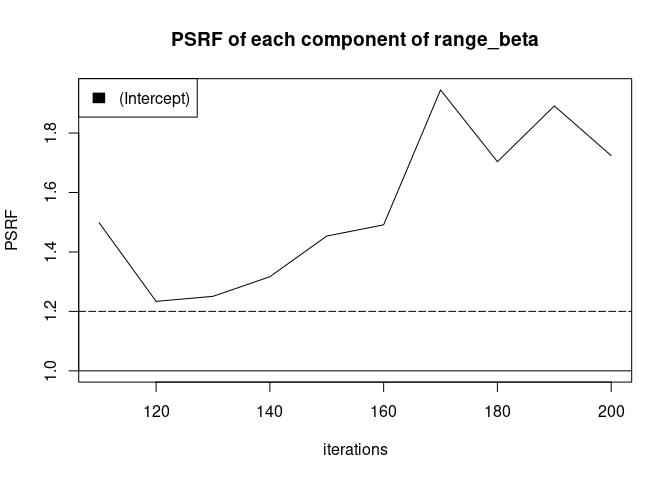 PSRF of each component of range_beta
(Intercept)
PSRF
1.8
1.6
1.4
1.2
1.0
120 140 160 180 200
iterations